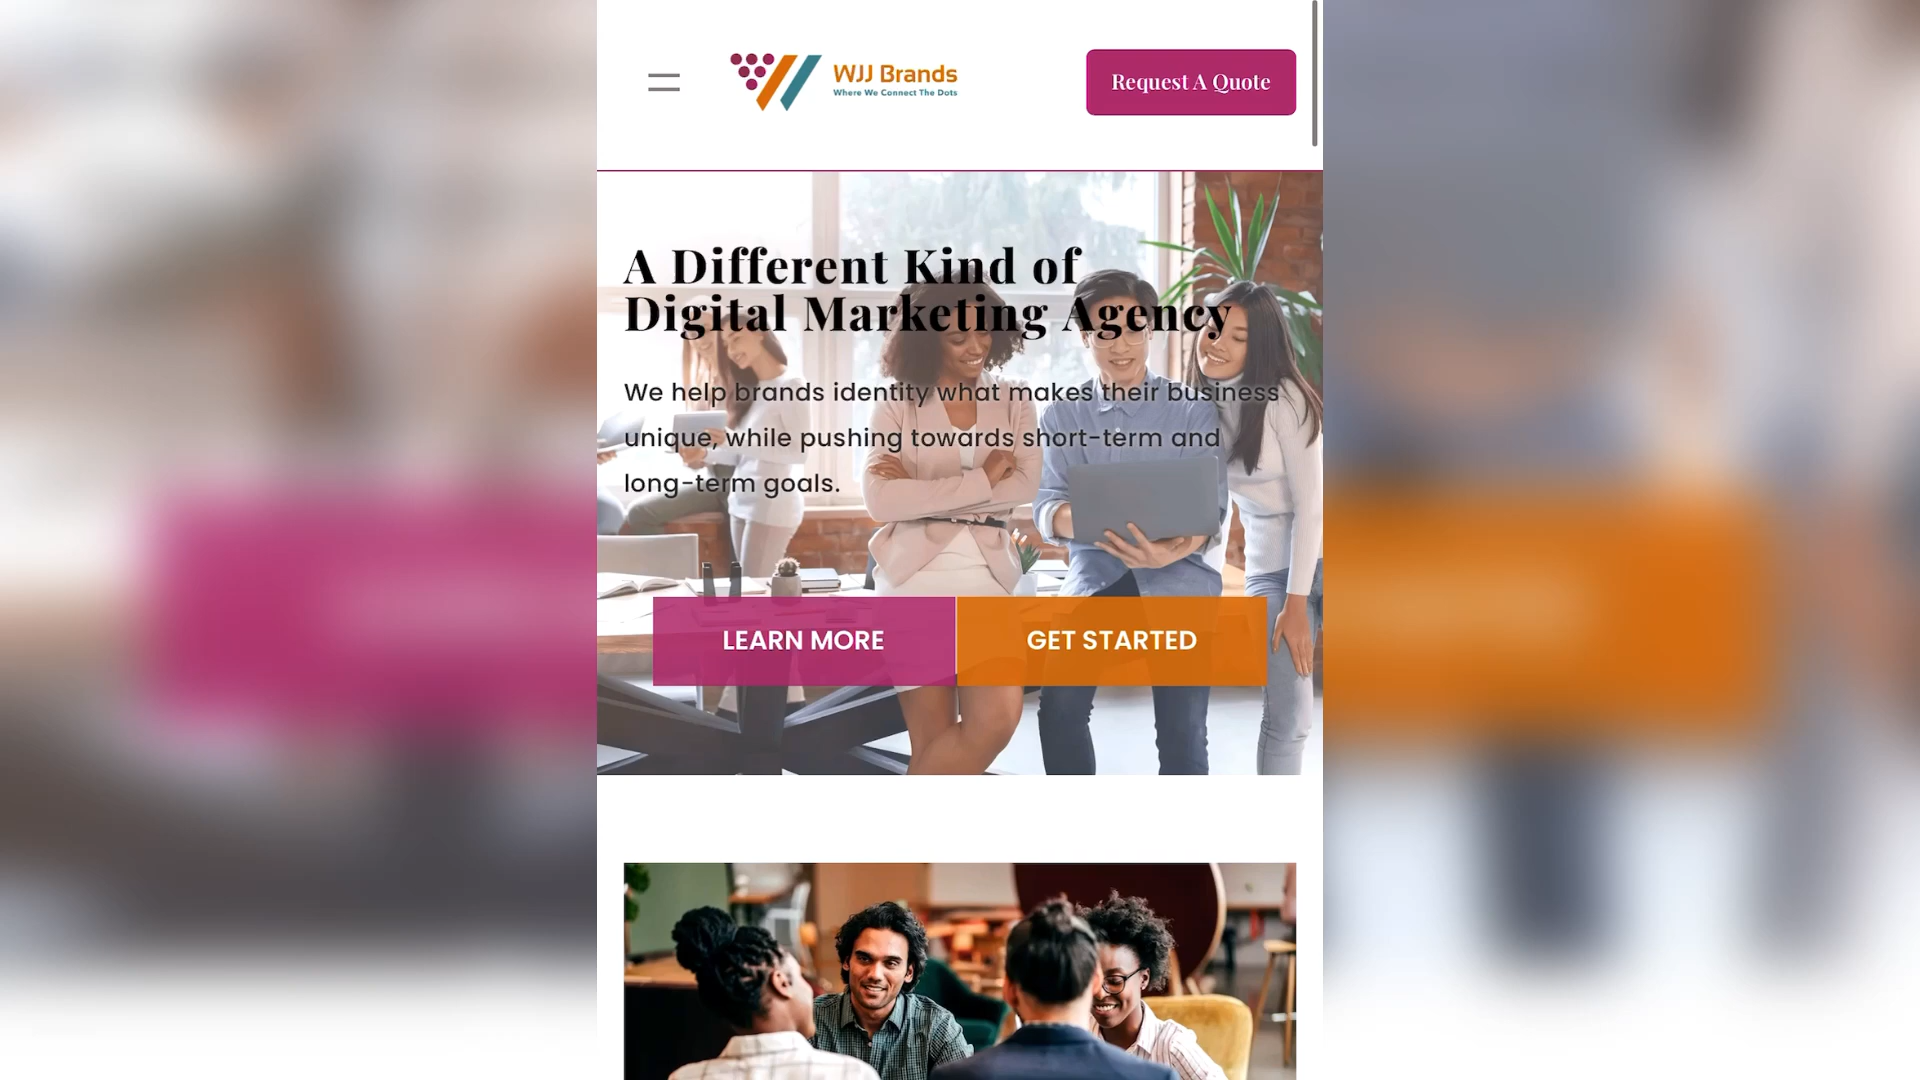 WJJ Brands
Where We Connect The Dots
Request A Quote
A Different Kind of
Digital Marketing Agency
We help brands identity what makes their business
unique, while pushing towards short-term and
long-term goals.
LEARN MORE
GET STARTED